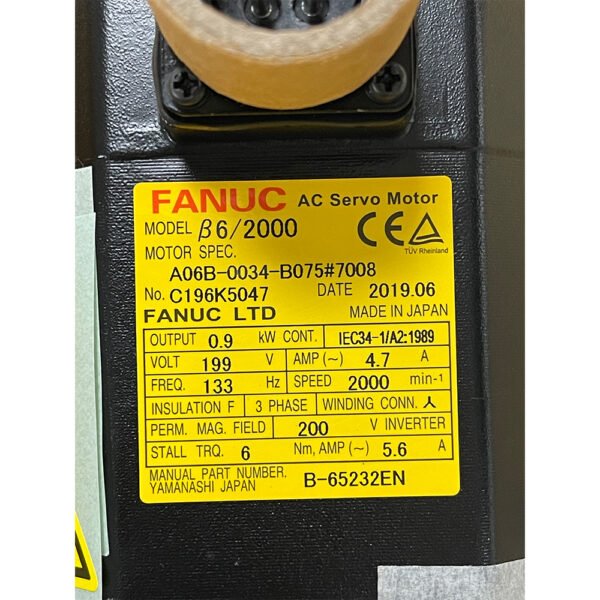 FANUC AC Servo Motor
MODEL β6/2000
CE TÜV Rheinland
MOTOR SPEC.
A06B-0034-B075#7008
No. C196K5047 DATE 2019.06
FANUC LTD MADE IN JAPAN
OUTPUT 0.9 kW CONT. IEC34-1/A2:1989
VOLT 199 V AMP (~) 4.7 A
FREQ. 133 Hz SPEED 2000 min-1
INSULATION F 3 PHASE WINDING CONN. 人
PERM. MAG. FIELD 200 V INVERTER
STALL TRQ. 6 Nm, AMP (~) 5.6 A
MANUAL PART NUMBER. B-65232EN
YAMANASHI JAPAN